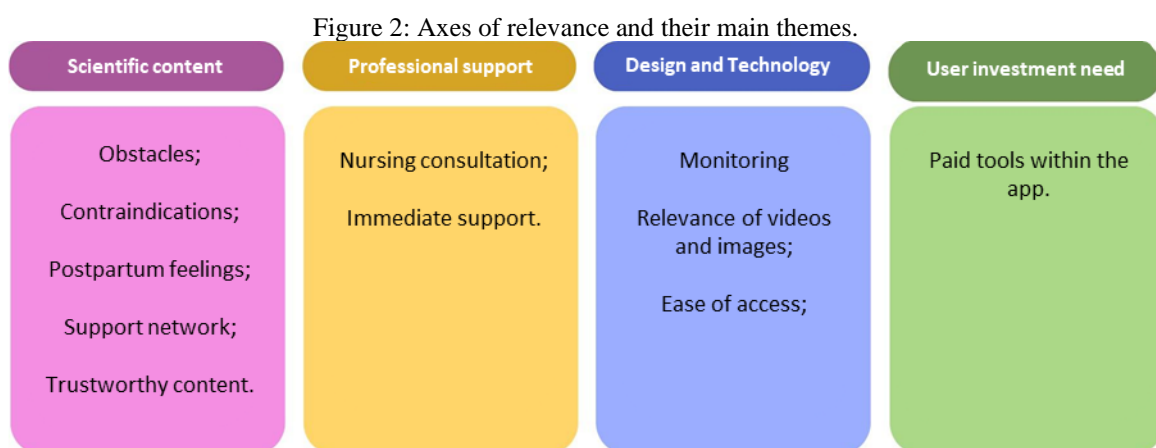 Figure 2: Axes of relevance and their main themes.
Scientific content
Obstacles;
Contraindications;
Postpartum feelings;
Support network;
Trustworthy content.
Professional support
Nursing consultation;
Immediate support.
Design and Technology
Monitoring
Relevance of videos
and images;
Ease of access;
User investment need
Paid tools within the
app.